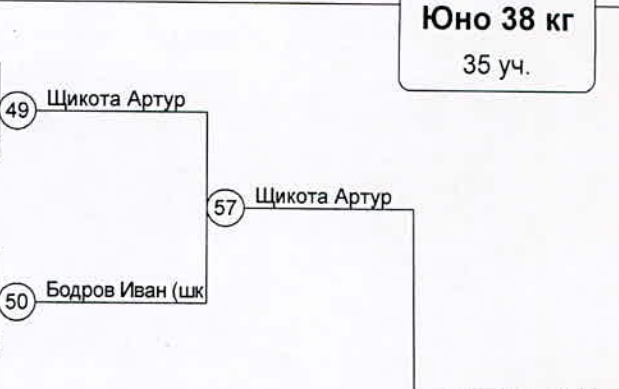 Юно 38 кг
35 уч.
49 Щикота Артур
57 Щикота Артур
50 Бодров Иван (шк